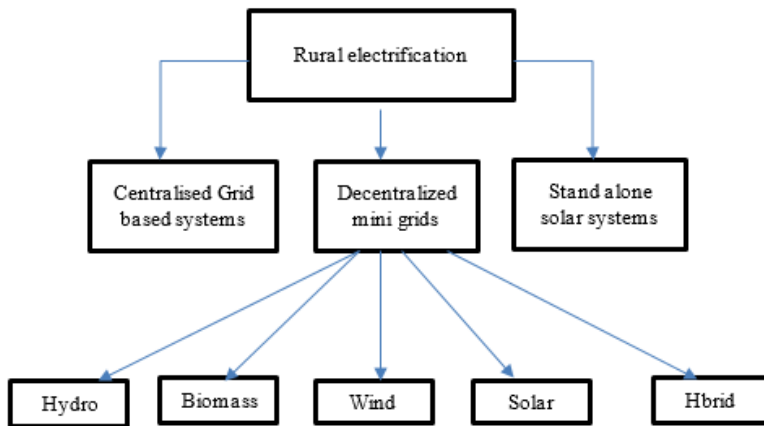 Rural electrification
Centralised Grid
based systems
Decentralized
mini grids
Stand alone
solar systems
Hydro
Biomass
Wind
Solar
Hbrid